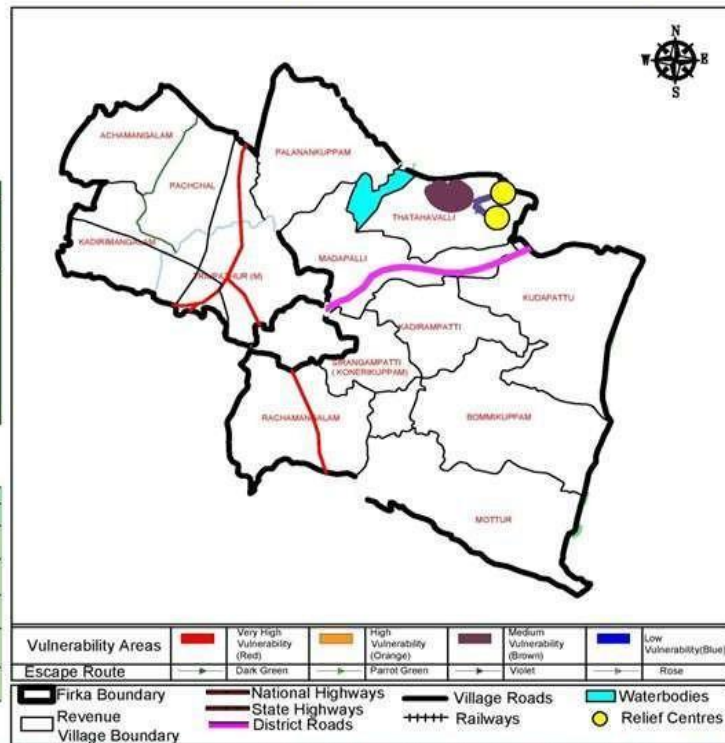 N
W E
S
ACHAMANGALAM
PALANANKUPPAM
PACHCHAL
THATAHAVALLI
KADIRIMANGALAM
MADAPALLI
KUDAPATTU
KADIRAMPATTI
(KONERIKUPPAM)
RACHAMANGALAM
BOMMIKUPPAM
MOTTUR
Vulnerability Areas
Very High
Vulnerability
(Red)
High
Vulnerability
(Orange)
Medium
Vulnerability
(Brown)
Low
Vulnerability(Blue)
Escape Route
Dark Green
Parrot Green
Violet
Rose
Firka Boundary
Revenue
Village Boundary
National Highways
State Highways
District Roads
Village Roads
Railways
Waterbodies
Relief Centres